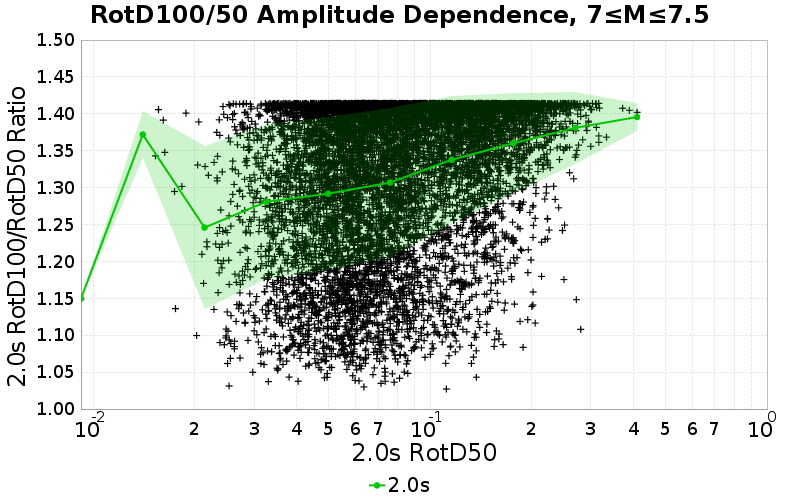 RotD100/50 Amplitude Dependence, 7≤M≤7.5
1.50
1.45
1.40
1.35
1.30
1.25
1.20
1.15
1.10
1.05
1.00
2.0s RotD100/RotD50 Ratio
10^-2 2 3 4 5 6 7 10^-1 2 3 4 5 6 7 10^0
2.0s RotD50
2.0s